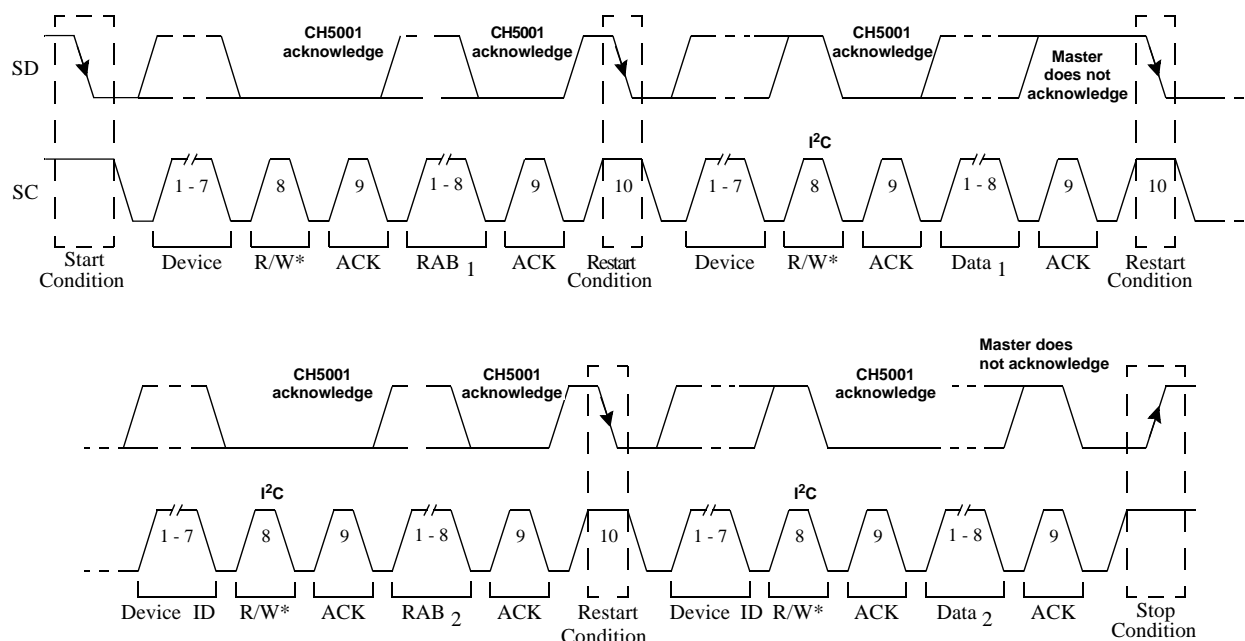 CH5001 acknowledge
CH5001 acknowledge
CH5001 acknowledge
Master does not acknowledge
SD
I²C
SC
1 - 7
8
9
1 - 8
9
10
1 - 7
8
9
1 - 8
9
10
Start Condition
Device
R/W*
ACK
RAB 1
ACK
Restart Condition
Device
R/W*
ACK
Data 1
ACK
Restart Condition
CH5001 acknowledge
CH5001 acknowledge
CH5001 acknowledge
Master does not acknowledge
I²C
I²C
1 - 7
8
9
1 - 8
9
10
1 - 7
8
9
1 - 8
9
Device ID
R/W*
ACK
RAB 2
ACK
Restart Condition
Device ID
R/W*
ACK
Data 2
ACK
Stop Condition